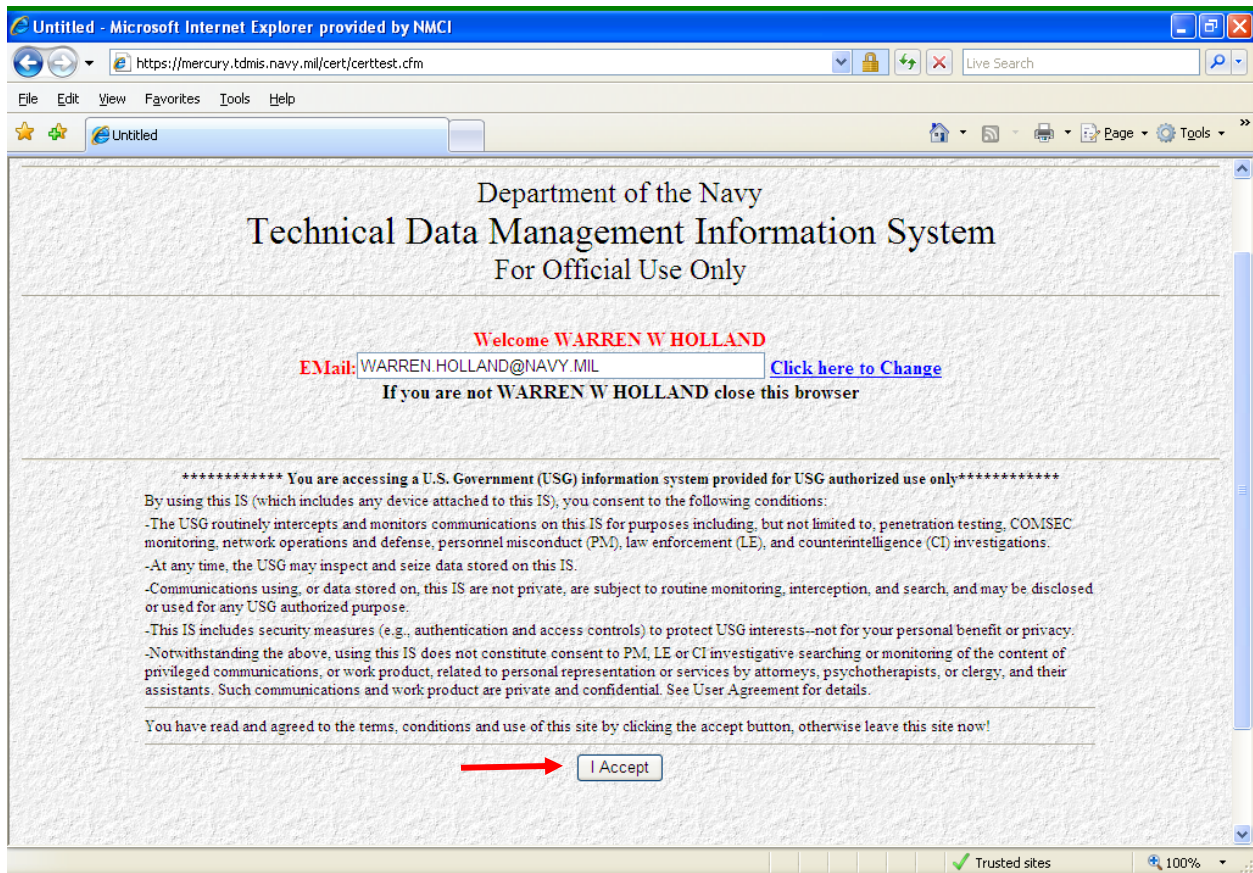 Untitled - Microsoft Internet Explorer provided by NMCI
https://mercury.tdmis.navy.mil/cert/certtest.cfm
Live Search
File Edit View Favorites Tools Help
Untitled
Page Tools »
Department of the Navy
Technical Data Management Information System
For Official Use Only
Welcome WARREN W HOLLAND
EMail: WARREN.HOLLAND@NAVY.MIL Click here to Change
If you are not WARREN W HOLLAND close this browser
************ You are accessing a U.S. Government (USG) information system provided for USG authorized use only************
By using this IS (which includes any device attached to this IS), you consent to the following conditions:
-The USG routinely intercepts and monitors communications on this IS for purposes including, but not limited to, penetration testing, COMSEC
monitoring, network operations and defense, personnel misconduct (PM), law enforcement (LE), and counterintelligence (CI) investigations.
-At any time, the USG may inspect and seize data stored on this IS.
-Communications using, or data stored on, this IS are not private, are subject to routine monitoring, interception, and search, and may be disclosed
or used for any USG authorized purpose.
-This IS includes security measures (e.g., authentication and access controls) to protect USG interests--not for your personal benefit or privacy.
-Notwithstanding the above, using this IS does not constitute consent to PM, LE or CI investigative searching or monitoring of the content of
privileged communications, or work product, related to personal representation or services by attorneys, psychotherapists, or clergy, and their
assistants. Such communications and work product are private and confidential. See User Agreement for details.
You have read and agreed to the terms, conditions and use of this site by clicking the accept button, otherwise leave this site now!
I Accept
Trusted sites 100%